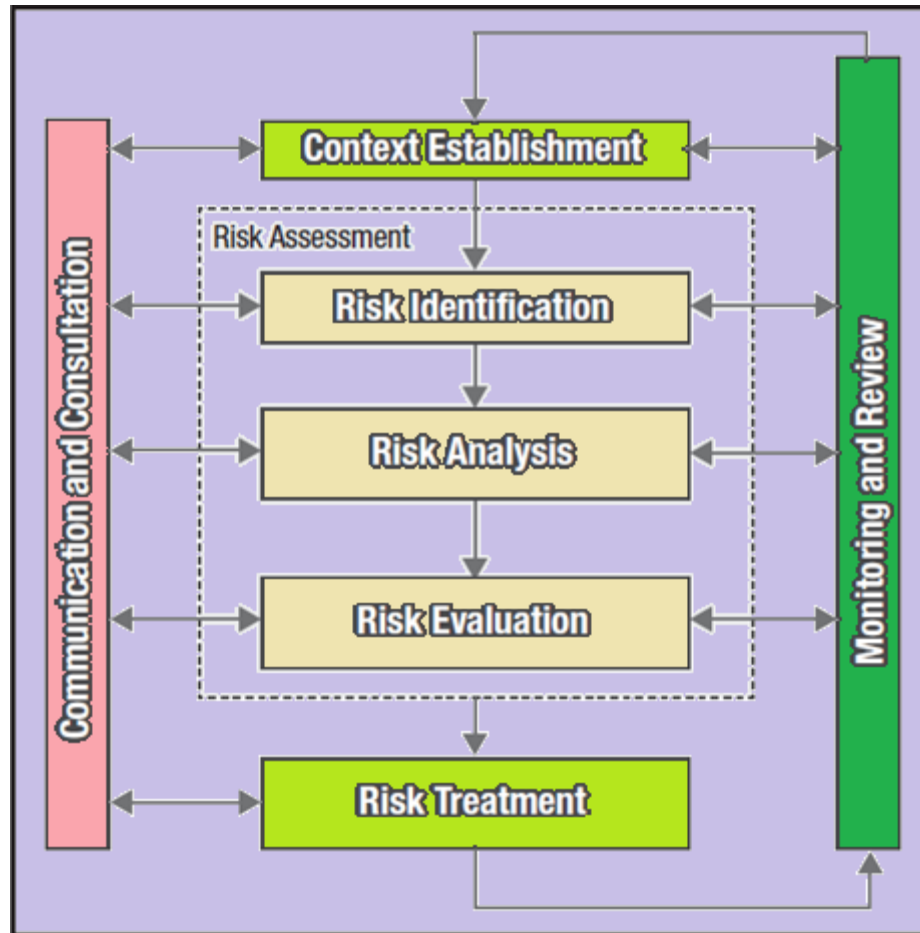 Context Establishment
Risk Assessment
Risk Identification
Risk Analysis
Risk Evaluation
Risk Treatment
Communication and Consultation
Monitoring and Review